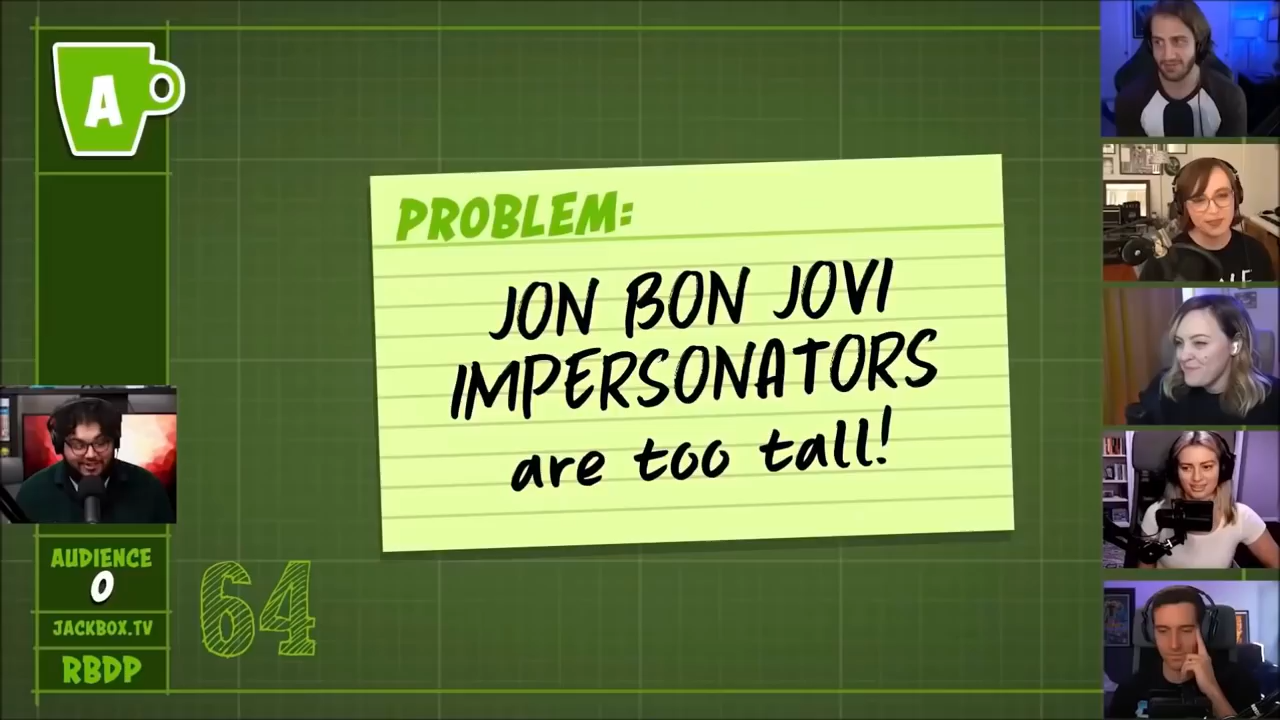 A
PROBLEM:
JON BON JOVI
IMPERSONATORS
are too tall!
AUDIENCE
0
JACKBOX.TV
RBDP
64